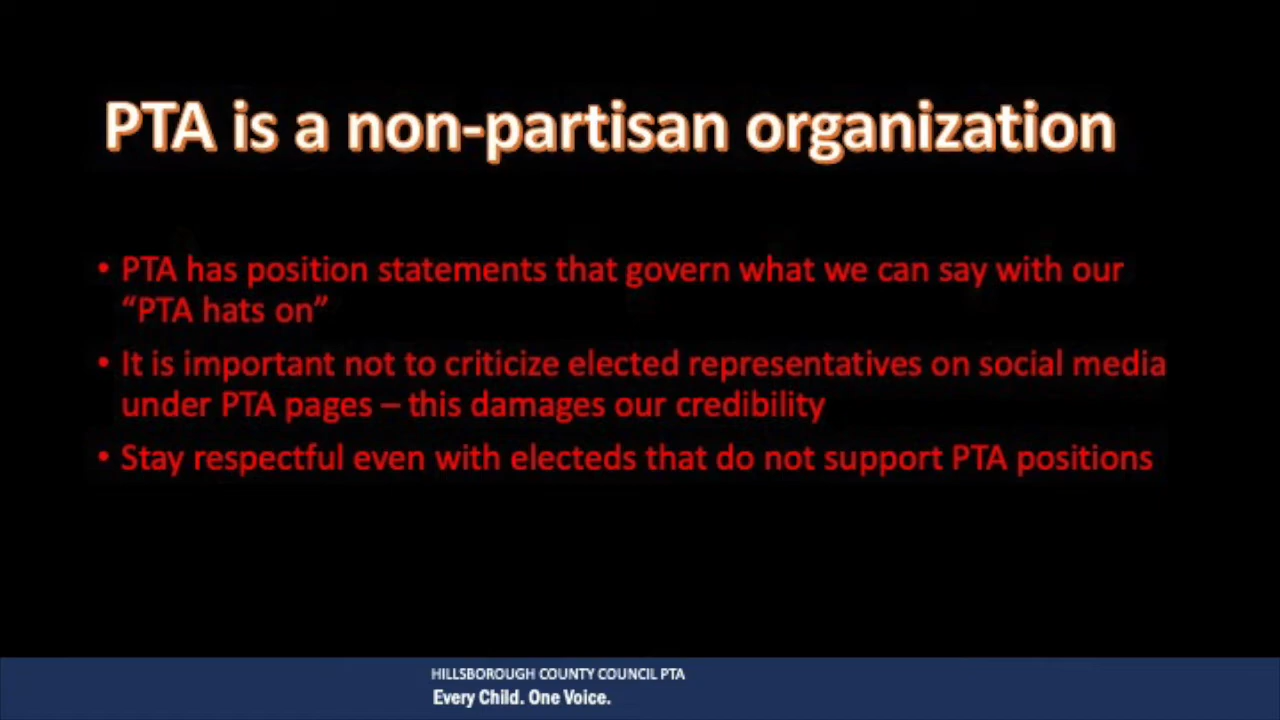 PTA is a non-partisan organization
• PTA has position statements that govern what we can say with our
“PTA hats on”
• It is important not to criticize elected representatives on social media
under PTA pages – this damages our credibility
• Stay respectful even with electeds that do not support PTA positions
HILLSBOROUGH COUNTY COUNCIL PTA
Every Child. One Voice.